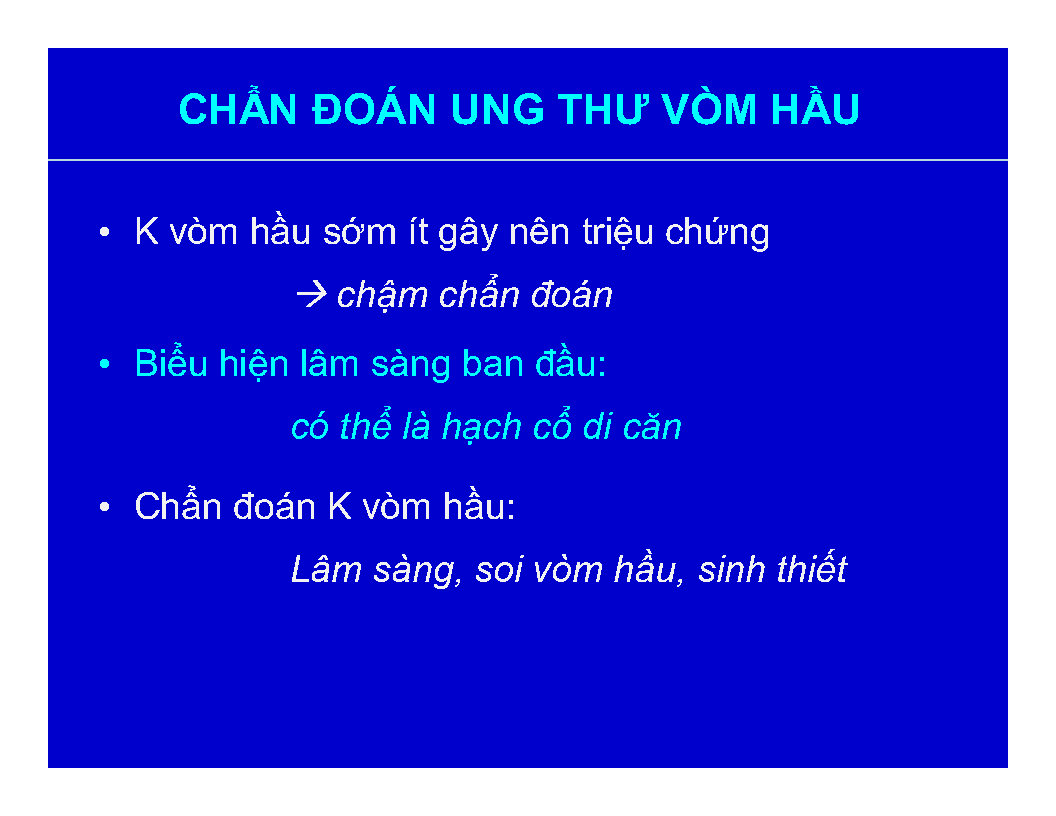 CHẨN ĐOÁN UNG THƯ VÒM HẦU
• K vòm hầu sớm ít gây nên triệu chứng
→ chậm chẩn đoán
• Biểu hiện lâm sàng ban đầu:
có thể là hạch cổ di căn
• Chẩn đoán K vòm hầu:
Lâm sàng, soi vòm hầu, sinh thiết